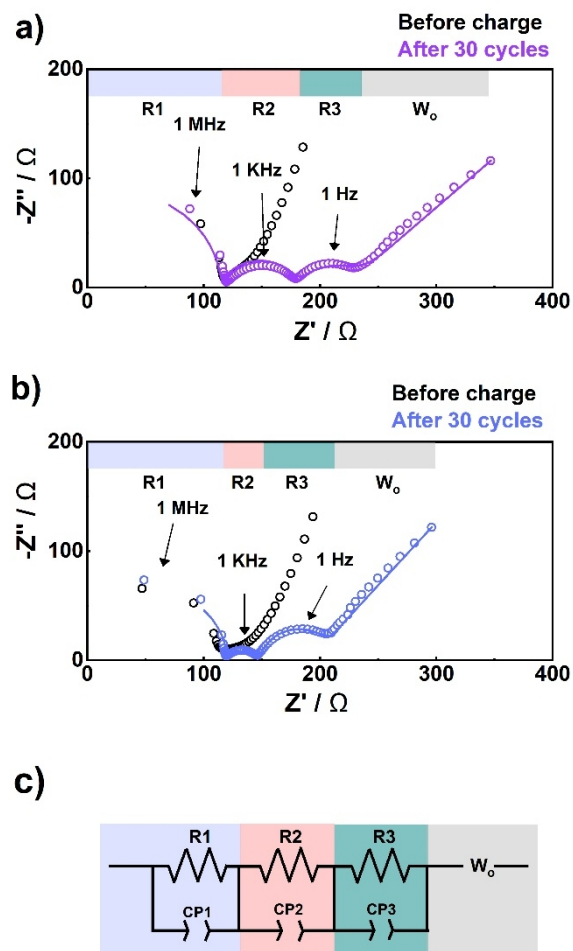 a)
Before charge
After 30 cycles
200
R1 R2 R3 Wo
1 MHz
1 KHz
1 Hz
100
-Z'' / Ω
0
0 100 200 300 400
Z' / Ω
b)
Before charge
After 30 cycles
200
R1 R2 R3 Wo
1 MHz
1 KHz
1 Hz
100
-Z'' / Ω
0
0 100 200 300 400
Z' / Ω
c)
R1 R2 R3
Wo
CP1 CP2 CP3